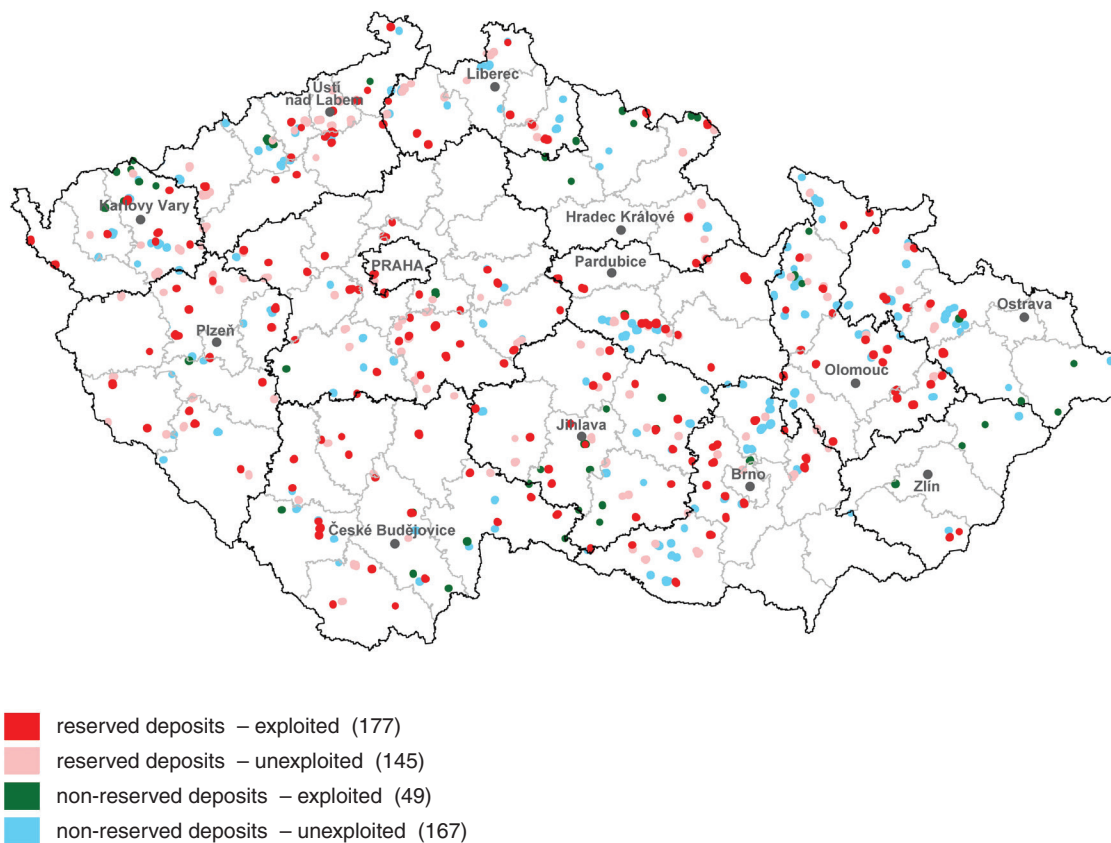 Liberec
Ústí
nad Labem
Karlovy Vary
Hradec Králové
PRAHA
Pardubice
Ostrava
Plzeň
Olomouc
Jihlava
Brno
Zlín
České Budějovice
reserved deposits – exploited (177)
reserved deposits – unexploited (145)
non-reserved deposits – exploited (49)
non-reserved deposits – unexploited (167)